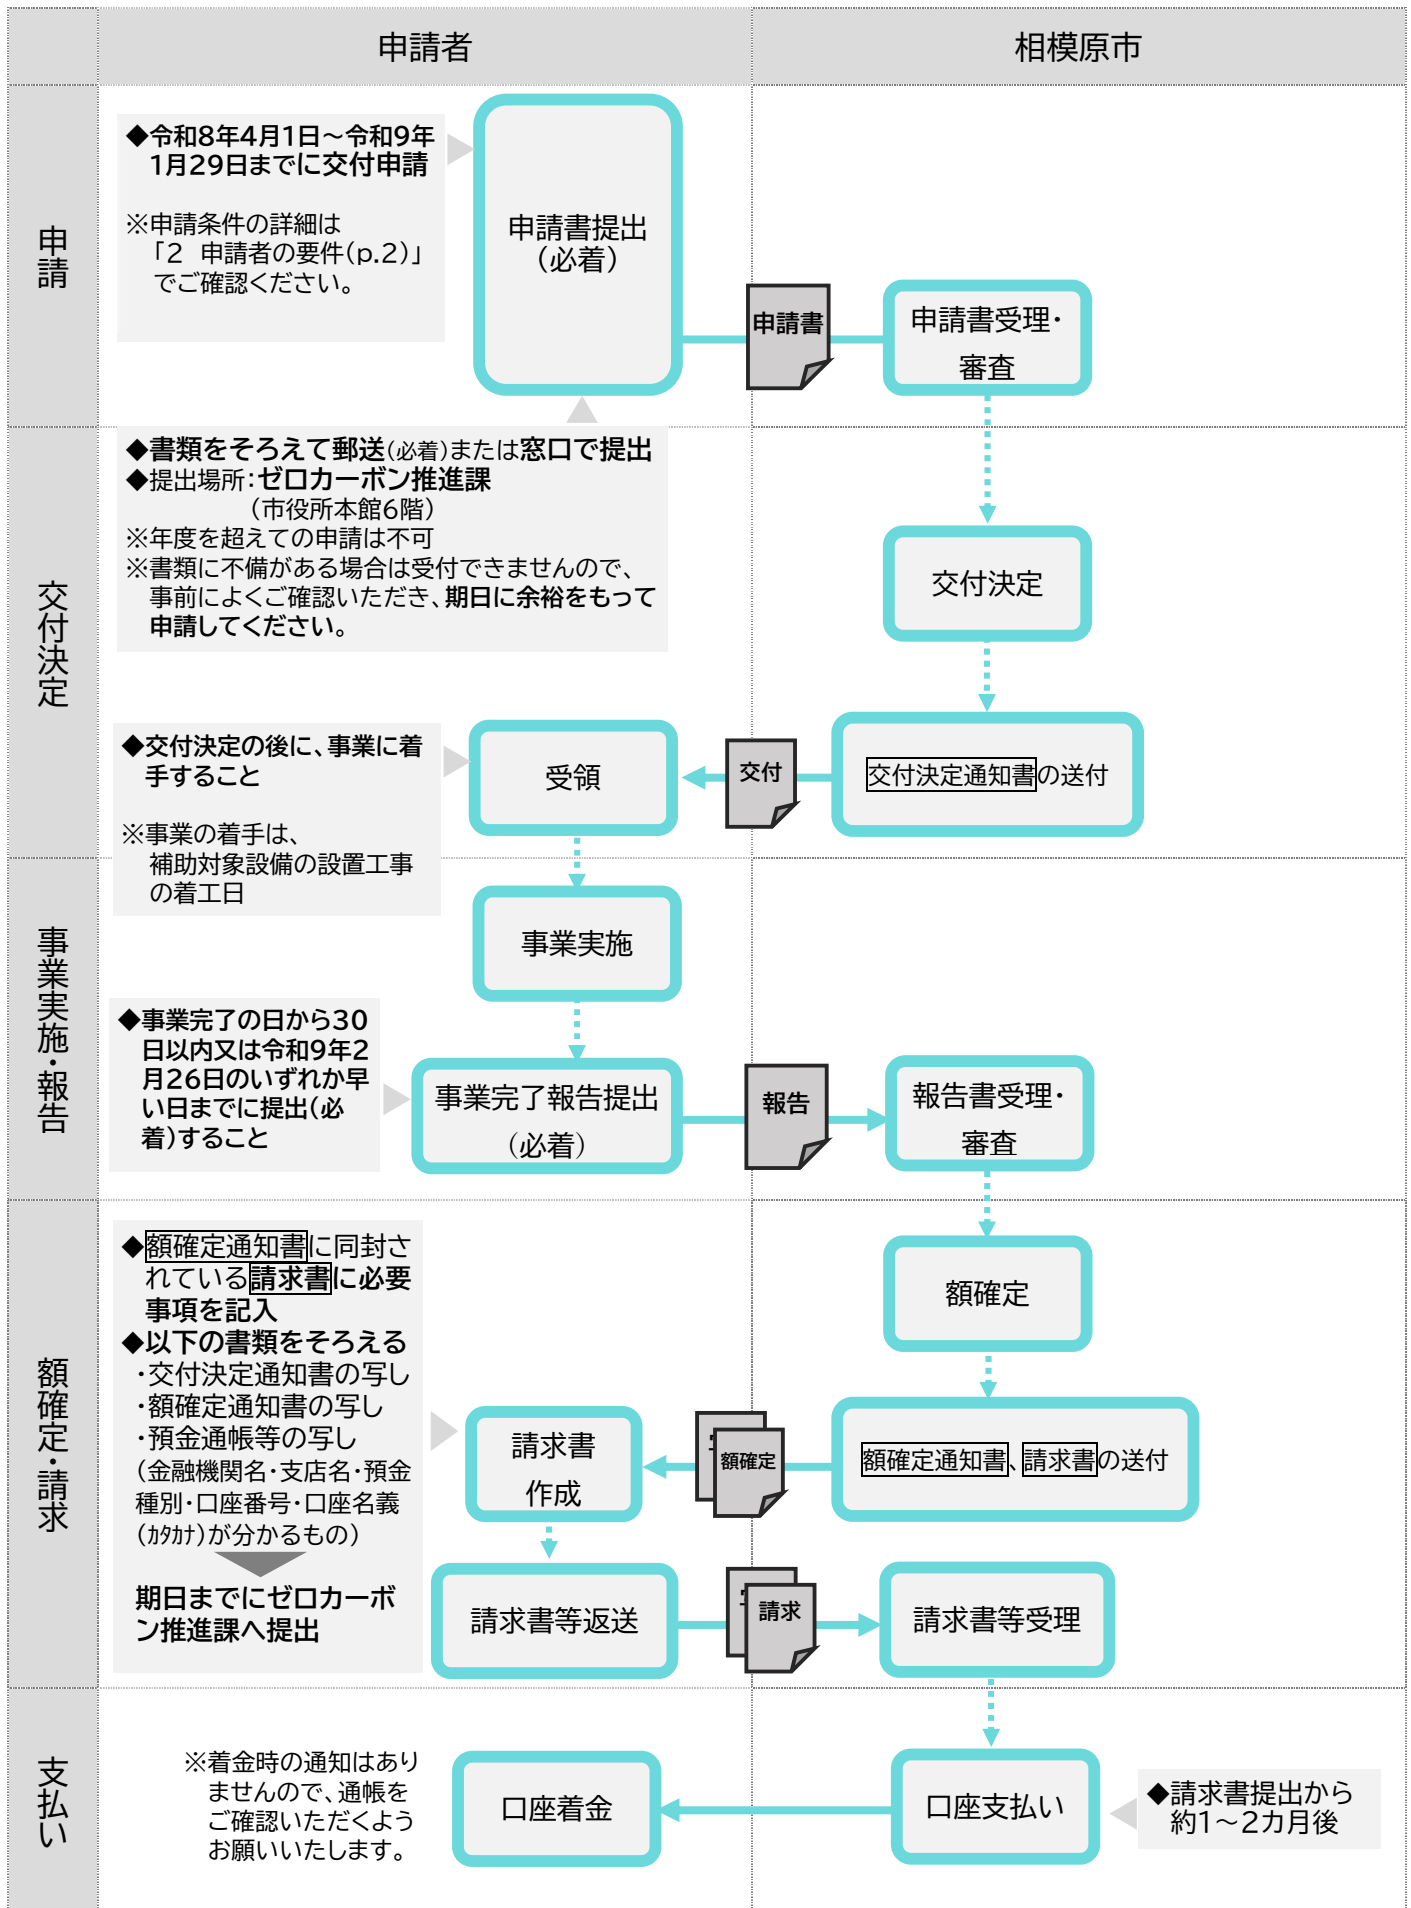 申請者
相模原市
申請
◆令和8年4月1日～令和9年
1月29日までに交付申請
※申請条件の詳細は
「2　申請者の要件(p.2)」
でご確認ください。
申請書提出
(必着)
申請書
申請書受理・
審査
交付決定
◆書類をそろえて郵送(必着)または窓口で提出
◆提出場所：ゼロカーボン推進課
(市役所本館6階)
※年度を超えての申請は不可
※書類に不備がある場合は受付できませんので、
事前によくご確認いただき、期日に余裕をもって
申請してください。
交付決定
◆交付決定の後に、事業に着
手すること
※事業の着手は、
補助対象設備の設置工事
の着工日
受領
交付
交付決定通知書の送付
事業実施・報告
事業実施
◆事業完了の日から30
日以内又は令和9年2
月26日のいずれか早
い日までに提出(必
着)すること
事業完了報告提出
(必着)
報告
報告書受理・
審査
額確定・請求
◆額確定通知書に同封さ
れている請求書に必要
事項を記入
◆以下の書類をそろえる
・交付決定通知書の写し
・額確定通知書の写し
・預金通帳等の写し
(金融機関名・支店名・預金
種別・口座番号・口座名義
(ｶﾀｶﾅ)が分かるもの)
期日までにゼロカーボ
ン推進課へ提出
額確定
請求書
作成
額確定
額確定通知書、請求書の送付
請求書等返送
請求
請求書等受理
支払い
※着金時の通知はあり
ませんので、通帳を
ご確認いただくよう
お願いいたします。
口座着金
口座支払い
◆請求書提出から
約1～2カ月後